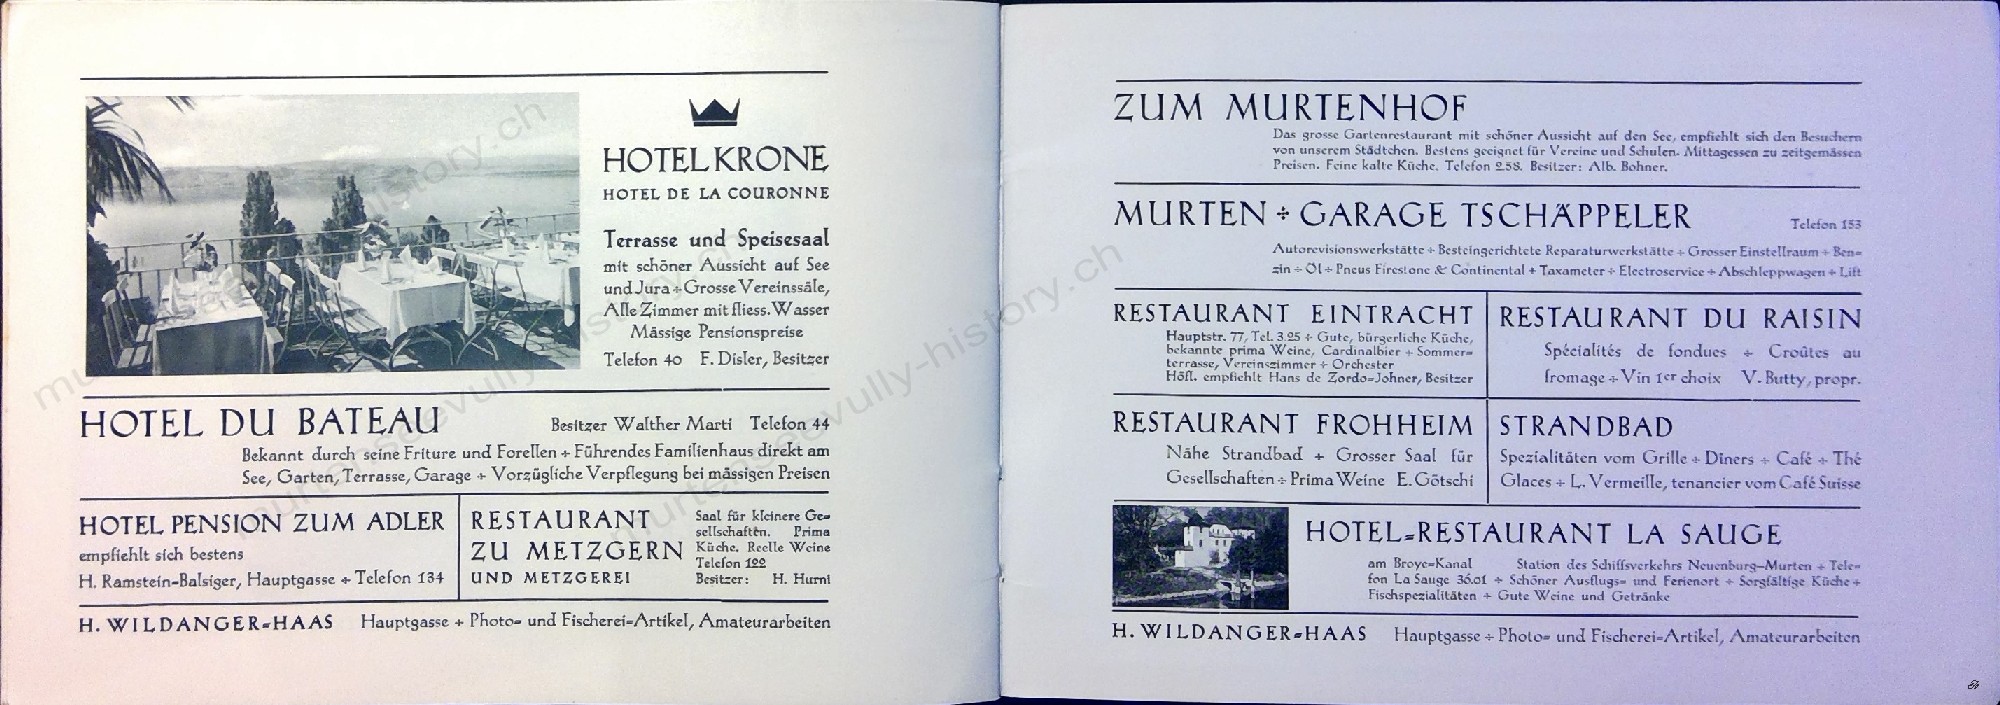 HOTEL KRONE
HOTEL DE LA COURONNE
Terrasse und Speisesaal
mit schöner Aussicht auf See
und Jura ÷ Grosse Vereinssäle,
Alle Zimmer mit fliess. Wasser
Mässige Pensionspreise
Telefon 40 F. Disler, Besitzer
HOTEL DU BATEAU Besitzer Walther Marti Telefon 44
Bekannt durch seine Friture und Forellen ÷ Führendes Familienhaus direkt am
See, Garten, Terrasse, Garage ÷ Vorzügliche Verpflegung bei mässigen Preisen
HOTEL PENSION ZUM ADLER
empfiehlt sich bestens
H. Ramstein-Balsiger, Hauptgasse ÷ Telefon 134
RESTAURANT
ZU METZGERN
UND METZGEREI
Saal für kleinere Ge=
sellschaften. Prima
Küche. Reelle Weine
Telefon 122
Besitzer: H. Hurni
H. WILDANGER=HAAS Hauptgasse ÷ Photo= und Fischerei=Artikel, Amateurarbeiten
ZUM MURTENHOF
Das grosse Gartenrestaurant mit schöner Aussicht auf den See, empfiehlt sich den Besuchern
von unserem Städtchen. Bestens geeignet für Vereine und Schulen. Mittagessen zu zeitgemässen
Preisen. Feine kalte Küche. Telefon 258. Besitzer: Alb. Bohner.
MURTEN ÷ GARAGE TSCHÄPPELER Telefon 153
Autorevisionswerkstätte ÷ Besteingerichtete Reparaturwerkstätte ÷ Grosser Einstellraum ÷ Ben=
zin ÷ Öl ÷ Pneus Firestone & Continental ÷ Taxameter ÷ Electroservice ÷ Abschleppwagen ÷ Lift
RESTAURANT EINTRACHT
Hauptstr. 77, Tel. 3.25 ÷ Gute, bürgerliche Küche,
bekannte prima Weine, Cardinalbier ÷ Sommer=
terrasse, Vereinszimmer ÷ Orchester
Höfl. empfiehlt Hans de Zordo=Johner, Besitzer
RESTAURANT DU RAISIN
Spécialités de fondues ÷ Croûtes au
fromage ÷ Vin 1er choix V. Butty, propr.
RESTAURANT FROHHEIM
Nähe Strandbad ÷ Grosser Saal für
Gesellschaften ÷ Prima Weine E. Götschi
STRANDBAD
Spezialitäten vom Grille ÷ Dîners ÷ Café ÷ Thé
Glaces ÷ L. Vermeille, tenancier vom Café Suisse
HOTEL=RESTAURANT LA SAUGE
am Broye=Kanal Station des Schiffsverkehrs Neuenburg–Murten ÷ Tele=
fon La Sauge 36.01 ÷ Schöner Ausflugs= und Ferienort ÷ Sorgfältige Küche ÷
Fischspezialitäten ÷ Gute Weine und Getränke
H. WILDANGER=HAAS Hauptgasse ÷ Photo= und Fischerei=Artikel, Amateurarbeiten
murtenseevully-history.ch
murtenseevully-history.ch